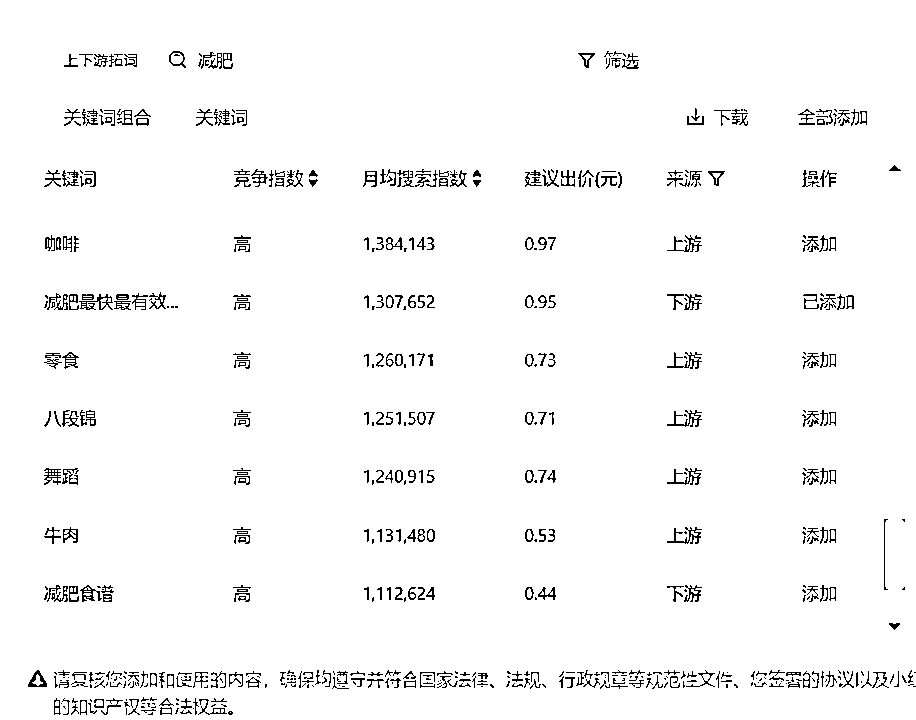 上下游拓词 减肥 筛选
关键词组合 关键词 下载 全部添加
关键词 竞争指数 月均搜索指数 建议出价(元) 来源 操作
咖啡 高 1,384,143 0.97 上游 添加
减肥最快最有效... 高 1,307,652 0.95 下游 已添加
零食 高 1,260,171 0.73 上游 添加
八段锦 高 1,251,507 0.71 上游 添加
舞蹈 高 1,240,915 0.74 上游 添加
牛肉 高 1,131,480 0.53 上游 添加
减肥食谱 高 1,112,624 0.44 下游 添加
请复核您添加和使用的内容，确保均遵守并符合国家法律、法规、行政规章等规范性文件、您签署的协议以及小红
的知识产权等合法权益。